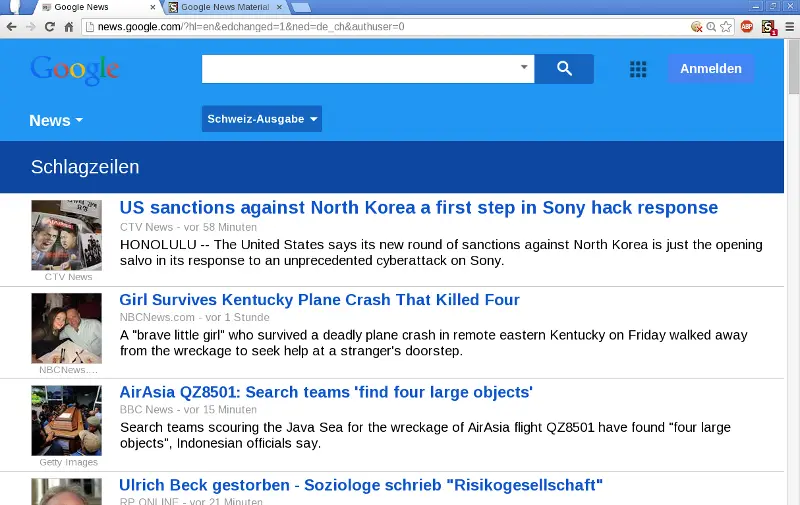 Google News
Google News Material
news.google.com/?hl=en&edchanged=1&ned=de_ch&authuser=0
ABP
S
1
Google
Anmelden
News
Schweiz-Ausgabe
Schlagzeilen
US sanctions against North Korea a first step in Sony hack response
CTV News - vor 58 Minuten
HONOLULU -- The United States says its new round of sanctions against North Korea is just the opening
salvo in its response to an unprecedented cyberattack on Sony.
CTV News
Girl Survives Kentucky Plane Crash That Killed Four
NBCNews.com - vor 1 Stunde
A "brave little girl" who survived a deadly plane crash in remote eastern Kentucky on Friday walked away
from the wreckage to seek help at a stranger's doorstep.
NBCNews....
AirAsia QZ8501: Search teams 'find four large objects'
BBC News - vor 15 Minuten
Search teams scouring the Java Sea for the wreckage of AirAsia flight QZ8501 have found "four large
objects", Indonesian officials say.
Getty Images
Ulrich Beck gestorben - Soziologe schrieb "Risikogesellschaft"
RP ONLINE - vor 21 Minuten